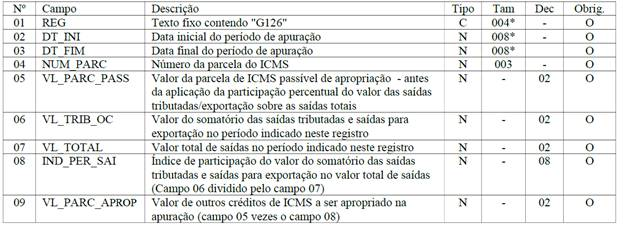 Nº Campo Descrição Tipo Tam Dec Obrig.
01 REG Texto fixo contendo "G126" C 004* - O
02 DT_INI Data inicial do período de apuração N 008* - O
03 DT_FIM Data final do período de apuração N 008* - O
04 NUM_PARC Número da parcela do ICMS N 003 - O
05 VL_PARC_PASS Valor da parcela de ICMS passível de apropriação - antes N - 02 O
da aplicação da participação percentual do valor das saídas
tributadas/exportação sobre as saídas totais
06 VL_TRIB_OC Valor do somatório das saídas tributadas e saídas para N - 02 O
exportação no período indicado neste registro
07 VL_TOTAL Valor total de saídas no período indicado neste registro N - 02 O
08 IND_PER_SAI Índice de participação do valor do somatório das saídas N - 08 O
tributadas e saídas para exportação no valor total de saídas
(Campo 06 dividido pelo campo 07)
09 VL_PARC_APROP Valor de outros créditos de ICMS a ser apropriado na N - 02 O
apuração (campo 05 vezes o campo 08)